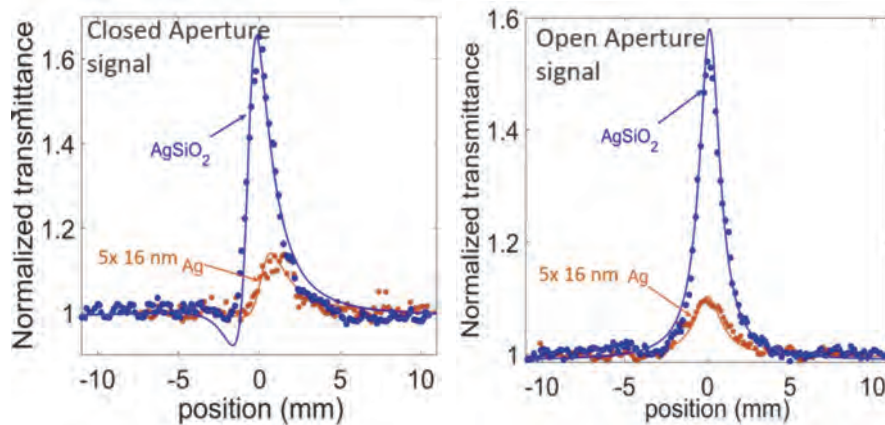 Closed Aperture
signal
AgSiO2
5x 16 nm Ag
Normalized transmittance
1.6
1.4
1.2
1
-10 -5 0 5 10
position (mm)
Open Aperture
signal
AgSiO2
5x 16 nm Ag
Normalized transmittance
1.6
1.4
1.2
1
-10 -5 0 5 10
position (mm)